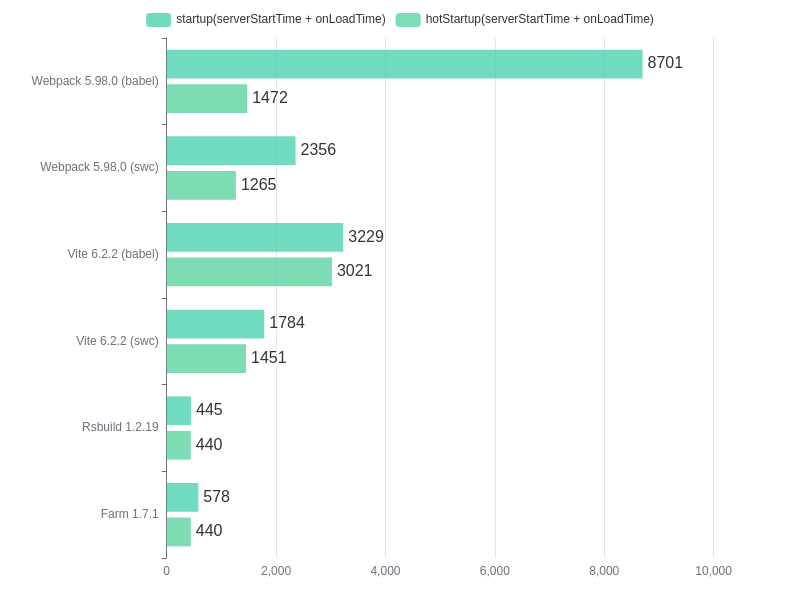 startup(serverStartTime + onLoadTime) hotStartup(serverStartTime + onLoadTime)
Webpack 5.98.0 (babel)
8701
1472
Webpack 5.98.0 (swc)
2356
1265
Vite 6.2.2 (babel)
3229
3021
Vite 6.2.2 (swc)
1784
1451
Rsbuild 1.2.19
445
440
Farm 1.7.1
578
440
0 2,000 4,000 6,000 8,000 10,000